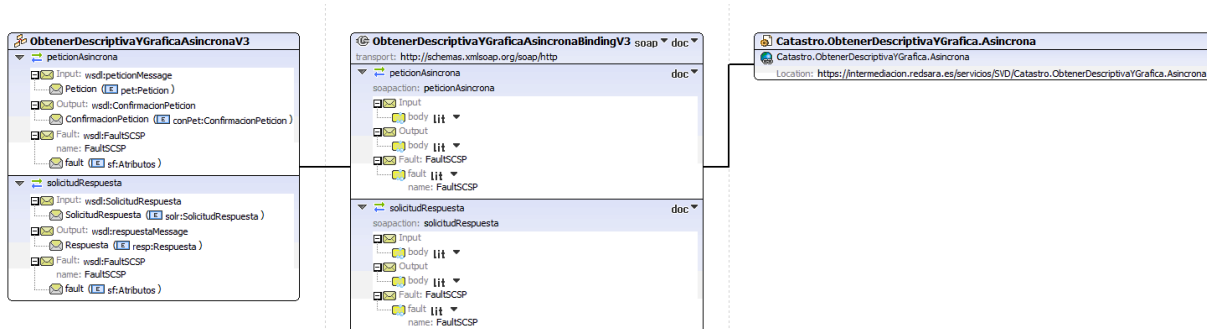 ObtenerDescriptivaYGraficaAsincronaV3
peticionAsincrona
Input: wsdl:peticionMessage
Peticion ( E pet:Peticion )
Output: wsdl:ConfirmacionPeticion
ConfirmacionPeticion ( E conPet:ConfirmacionPeticion )
Fault: wsdl:FaultSCSP
name: FaultSCSP
fault ( E sf:Atributos )
solicitudRespuesta
Input: wsdl:SolicitudRespuesta
SolicitudRespuesta ( E solr:SolicitudRespuesta )
Output: wsdl:respuestaMessage
Respuesta ( E resp:Respuesta )
Fault: wsdl:FaultSCSP
name: FaultSCSP
fault ( E sf:Atributos )
ObtenerDescriptivaYGraficaAsincronaBindingV3 soap doc
transport: http://schemas.xmlsoap.org/soap/http
peticionAsincrona doc
soapaction: peticionAsincrona
Input
body lit
Output
body lit
Fault: FaultSCSP
fault lit
name: FaultSCSP
solicitudRespuesta doc
soapaction: solicitudRespuesta
Input
body lit
Output
body lit
Fault: FaultSCSP
fault lit
name: FaultSCSP
Catastro.ObtenerDescriptivaYGrafica.Asincrona
Catastro.ObtenerDescriptivaYGrafica.Asincrona
Location: https://intermediacion.redsara.es/servicios/SVD/Catastro.ObtenerDescriptivaYGrafica.Asincrona